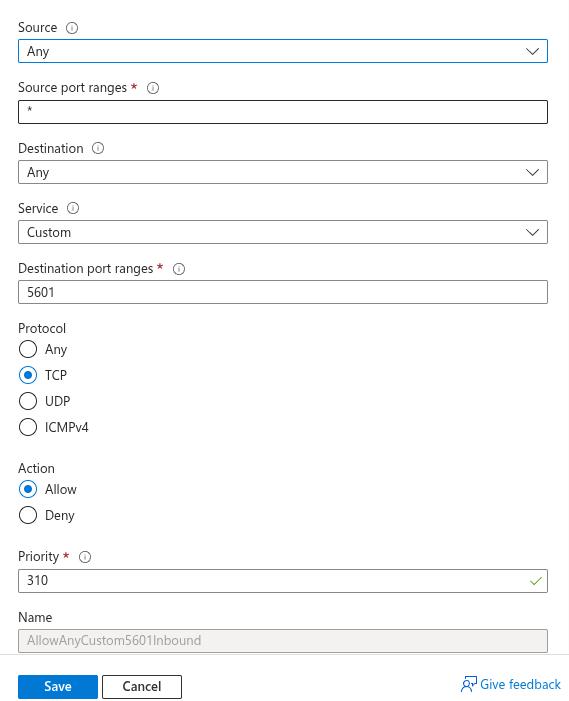 Source
Any
Source port ranges *
*
Destination
Any
Service
Custom
Destination port ranges *
5601
Protocol
Any
TCP
UDP
ICMPv4
Action
Allow
Deny
Priority *
310
Name
AllowAnyCustom5601Inbound
Save Cancel Give feedback